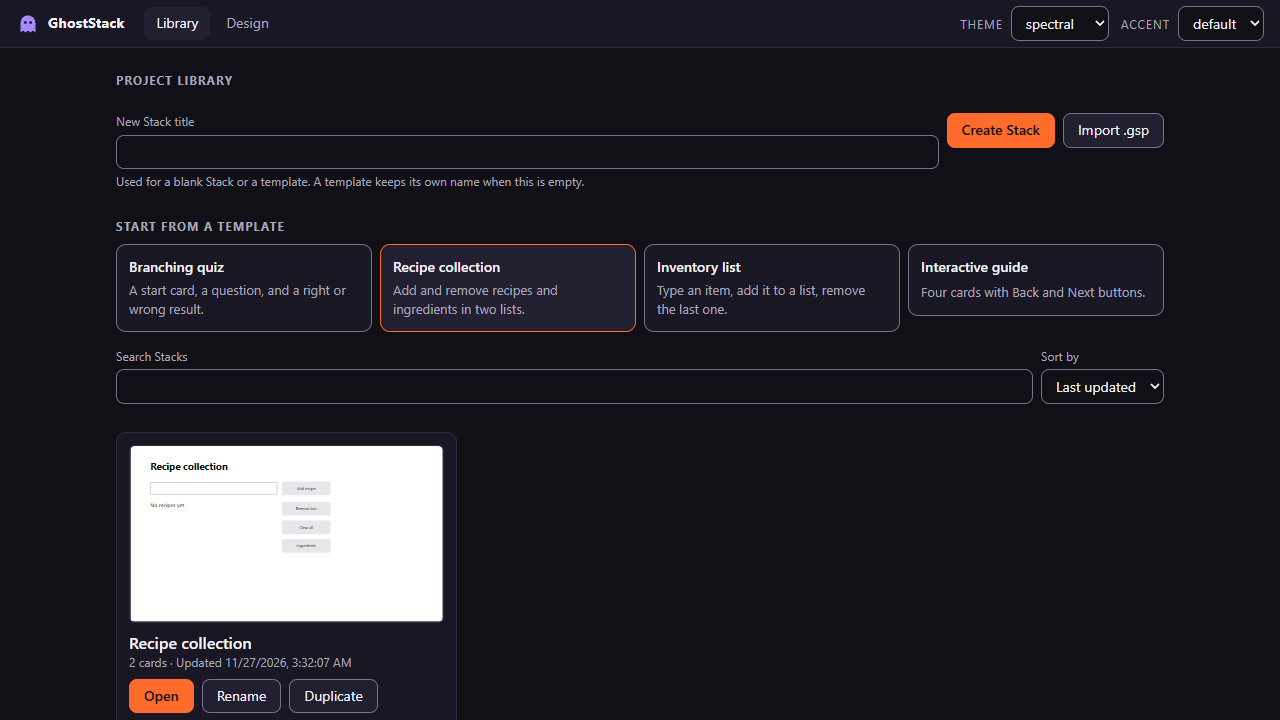 GhostStack
Library
Design
THEME
spectral
ACCENT
default
PROJECT LIBRARY
New Stack title
Create Stack
Import .gsp
Used for a blank Stack or a template. A template keeps its own name when this is empty.
START FROM A TEMPLATE
Branching quiz
A start card, a question, and a right or
wrong result.
Recipe collection
Add and remove recipes and
ingredients in two lists.
Inventory list
Type an item, add it to a list, remove
the last one.
Interactive guide
Four cards with Back and Next buttons.
Search Stacks
Sort by
Last updated
Recipe collection
Add recipe
No recipes yet
Remove last
Clear all
Ingredients
Recipe collection
2 cards · Updated 11/27/2026, 3:32:07 AM
Open
Rename
Duplicate